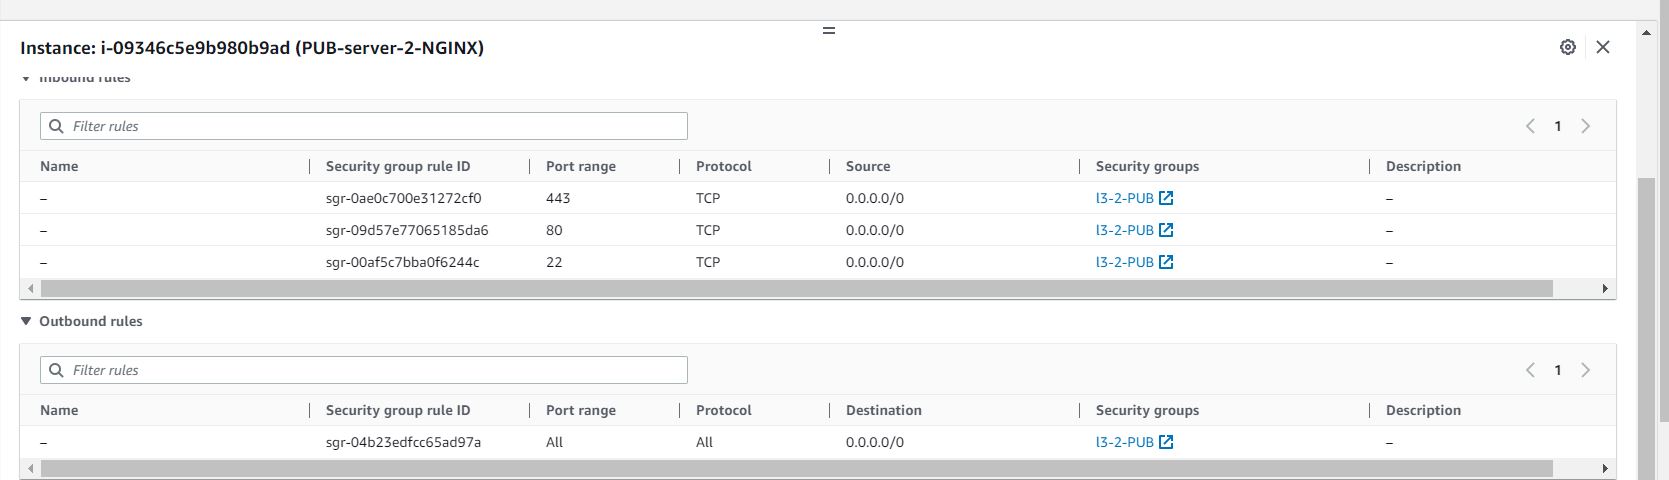 Instance: i-09346c5e9b980b9ad (PUB-server-2-NGINX)
Inbound rules
Filter rules
1
Name Security group rule ID Port range Protocol Source Security groups Description
– sgr-0ae0c700e31272cf0 443 TCP 0.0.0.0/0 l3-2-PUB –
– sgr-09d57e77065185da6 80 TCP 0.0.0.0/0 l3-2-PUB –
– sgr-00af5c7bba0f6244c 22 TCP 0.0.0.0/0 l3-2-PUB –
Outbound rules
Filter rules
1
Name Security group rule ID Port range Protocol Destination Security groups Description
– sgr-04b23edfcc65ad97a All All 0.0.0.0/0 l3-2-PUB –